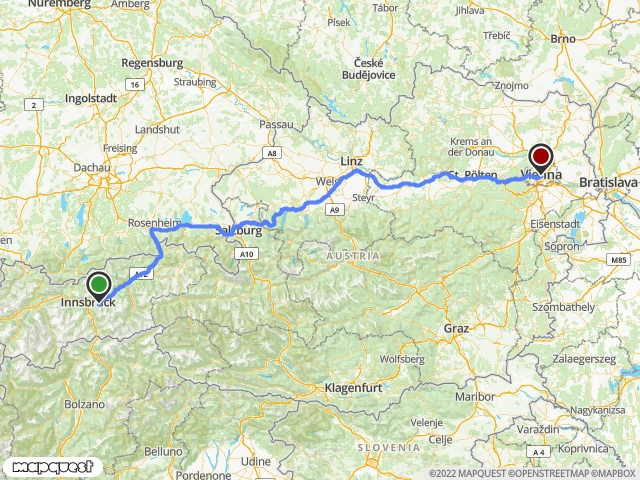 Nuremberg
Jihlava
Třebíč
Brno
Písek
České
Budějovice
Regensburg
Straubing
16
2
Znojmo
Ingolstadt
Landshut
Passau
Freising
Krems an
der Donau
Dachau
A8
Linz
Wels
St. Pölten
Vienna
Bratislava
Steyr
A9
Rosenheim
Salzburg
Eisenstadt
Sopron
A10
AUSTRIA
M85
Innsbruck
Szombathely
Graz
Zalaegerszeg
Wolfsberg
Klagenfurt
Bolzano
Maribor
Nagykanizsa
Velenje
Varaždin
Celje
Koprivnica
A 4
Belluno
SLOVENIA
Udine
Pordenone
mapquest
©2022 MAPQUEST ©OPENSTREETMAP ©MAPBOX